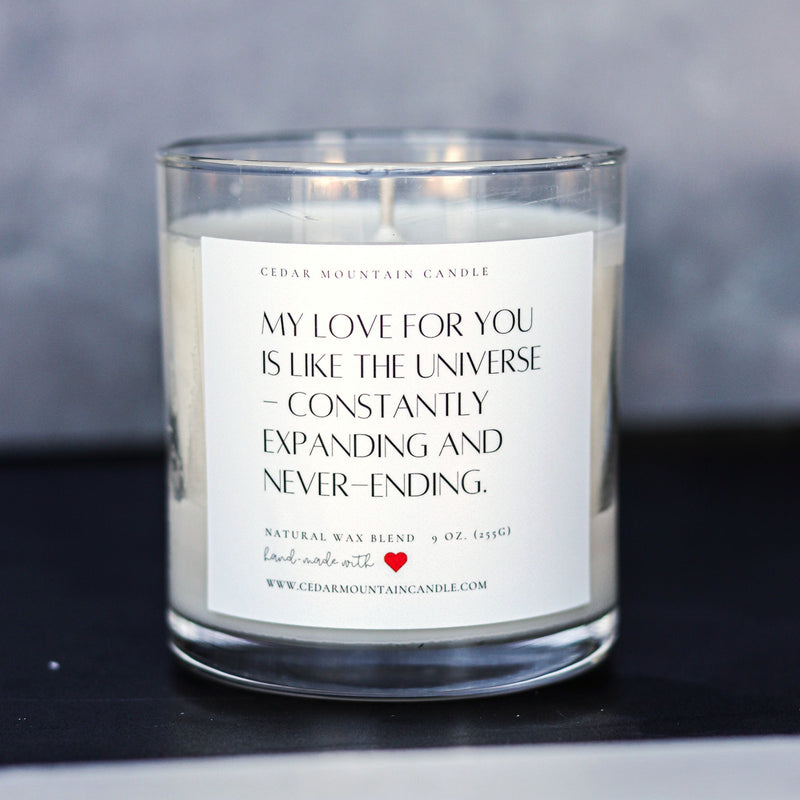 CEDAR MOUNTAIN CANDLE
MY LOVE FOR YOU
IS LIKE THE UNIVERSE
– CONSTANTLY
EXPANDING AND
NEVER–ENDING.
NATURAL WAX BLEND 9 OZ. (255G)
hand-made with
WWW.CEDARMOUNTAINCANDLE.COM